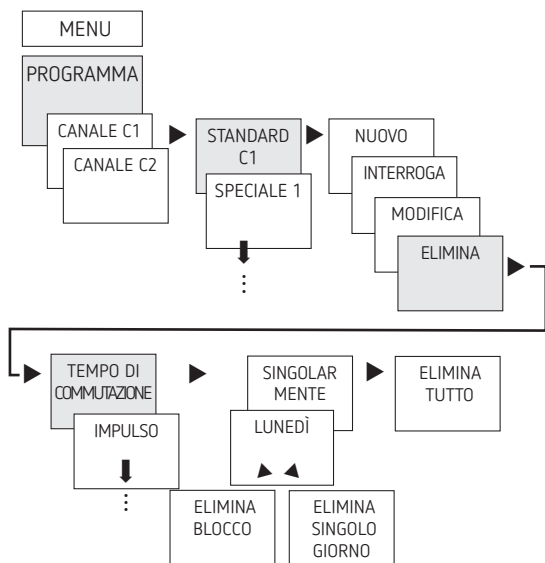 MENU
PROGRAMMA
CANALE C1
CANALE C2
STANDARD
C1
SPECIALE 1
NUOVO
INTERROGA
MODIFICA
ELIMINA
TEMPO DI
COMMUTAZIONE
IMPULSO
SINGOLAR
MENTE
LUNEDÌ
ELIMINA
TUTTO
ELIMINA
BLOCCO
ELIMINA
SINGOLO
GIORNO